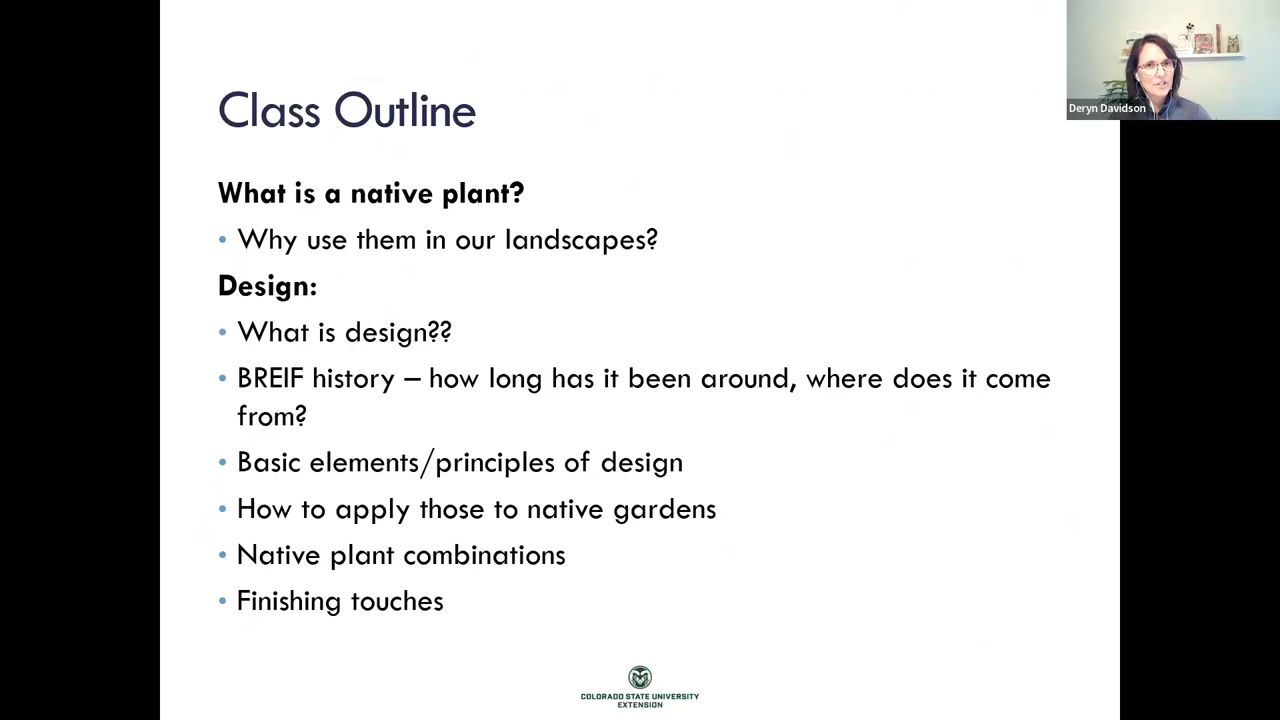 Class Outline
Deryn Davidson
What is a native plant?
• Why use them in our landscapes?
Design:
• What is design??
• BREIF history – how long has it been around, where does it come
from?
• Basic elements/principles of design
• How to apply those to native gardens
• Native plant combinations
• Finishing touches
COLORADO STATE UNIVERSITY
EXTENSION